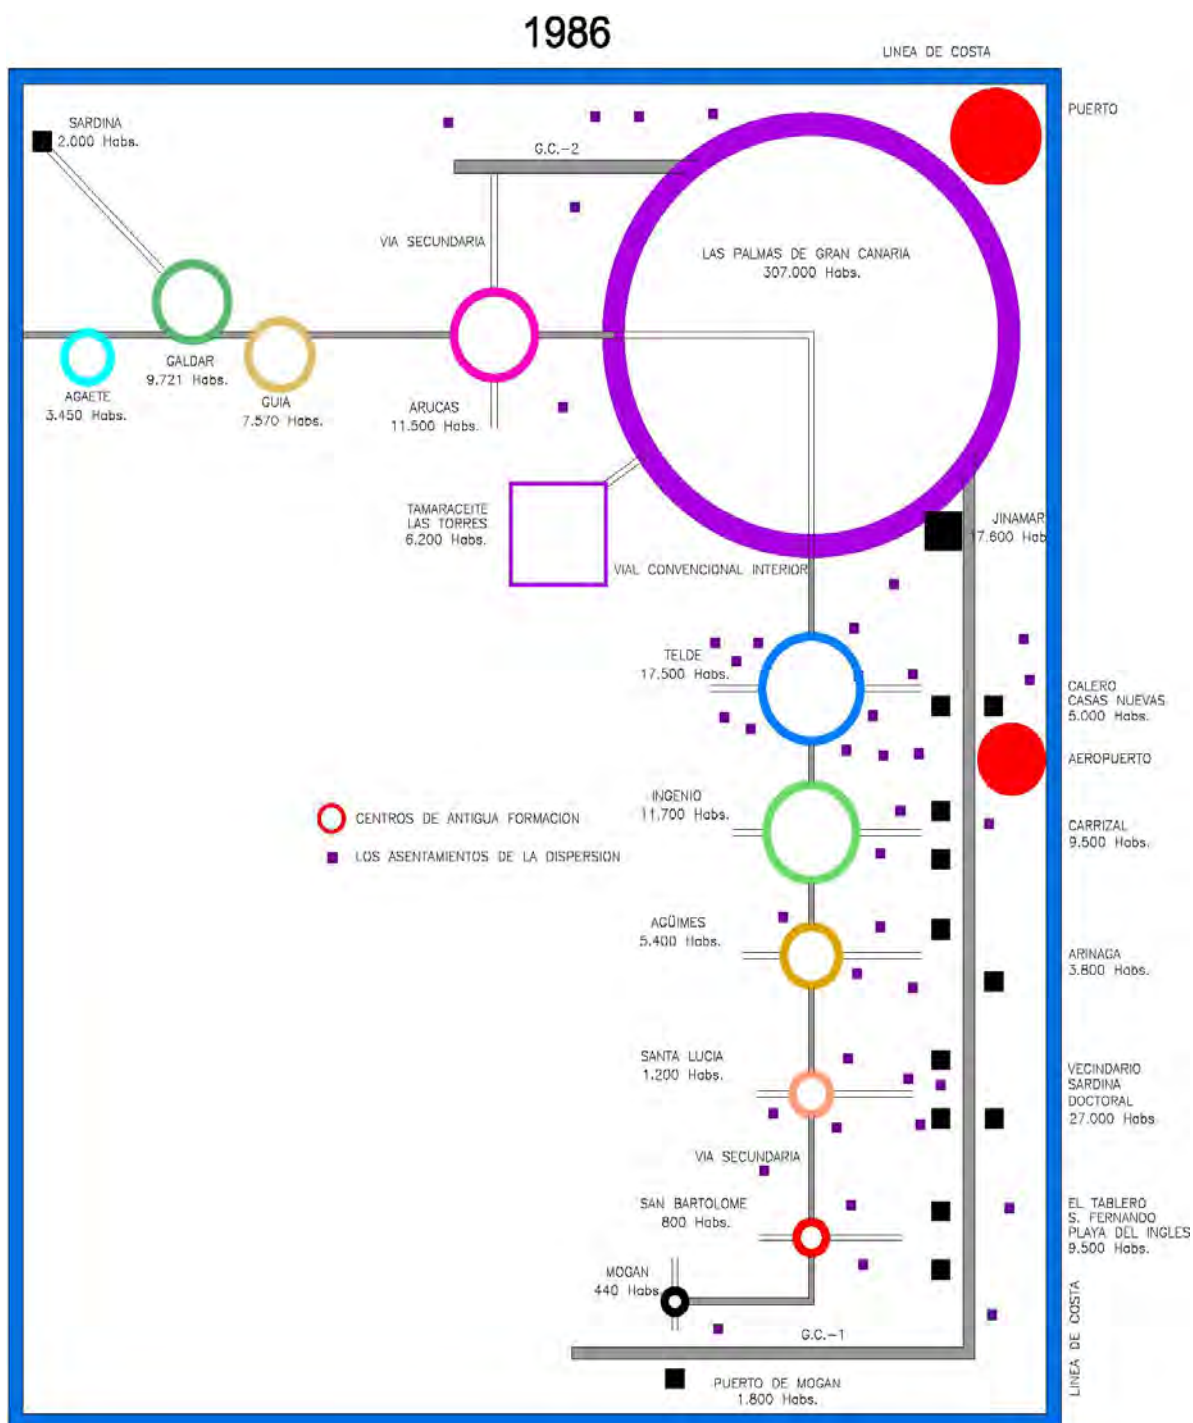 1986
LINEA DE COSTA
PUERTO
SARDINA
2.000 Habs.
G.C.-2
VIA SECUNDARIA
LAS PALMAS DE GRAN CANARIA
307.000 Habs.
GALDAR
9.721 Habs.
AGAETE
3.450 Habs.
GUIA
7.570 Habs.
ARUCAS
11.500 Habs.
TAMARACEITE
LAS TORRES
6.200 Habs.
JINAMAR
17.600 Hab
VIAL CONVENCIONAL INTERIOR
TELDE
17.500 Habs.
CALERO
CASAS NUEVAS
5.000 Habs.
AEROPUERTO
INGENIO
11.700 Habs.
CENTROS DE ANTIGUA FORMACION
LOS ASENTAMIENTOS DE LA DISPERSION
CARRIZAL
9.500 Habs.
AGÜIMES
5.400 Habs.
ARINAGA
3.800 Habs.
SANTA LUCIA
1.200 Habs.
VECINDARIO
SARDINA
DOCTORAL
27.000 Habs
VIA SECUNDARIA
SAN BARTOLOME
800 Habs.
EL TABLERO
S. FERNANDO
PLAYA DEL INGLES
9.500 Habs.
MOGAN
440 Habs.
G.C.-1
LINEA DE COSTA
PUERTO DE MOGAN
1.800 Habs.